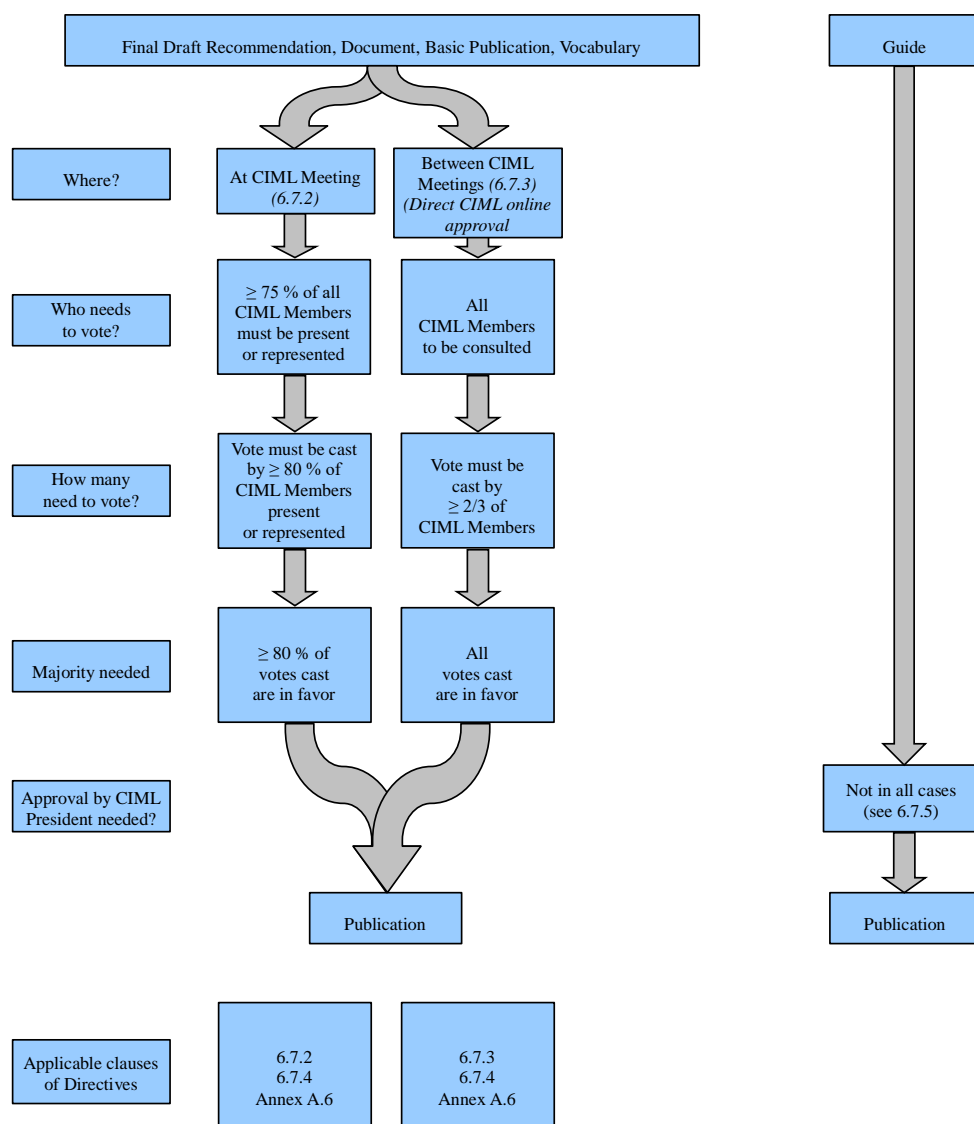 Final Draft Recommendation, Document, Basic Publication, Vocabulary
Guide
Where?
At CIML Meeting
(6.7.2)
Between CIML
Meetings (6.7.3)
(Direct CIML online
approval
Who needs
to vote?
≥ 75 % of all
CIML Members
must be present
or represented
All
CIML Members
to be consulted
How many
need to vote?
Vote must be cast
by ≥ 80 % of
CIML Members
present
or represented
Vote must be
cast by
≥ 2/3 of
CIML Members
Majority needed
≥ 80 % of
votes cast
are in favor
All
votes cast
are in favor
Approval by CIML
President needed?
Not in all cases
(see 6.7.5)
Publication
Publication
Applicable clauses
of Directives
6.7.2
6.7.4
Annex A.6
6.7.3
6.7.4
Annex A.6